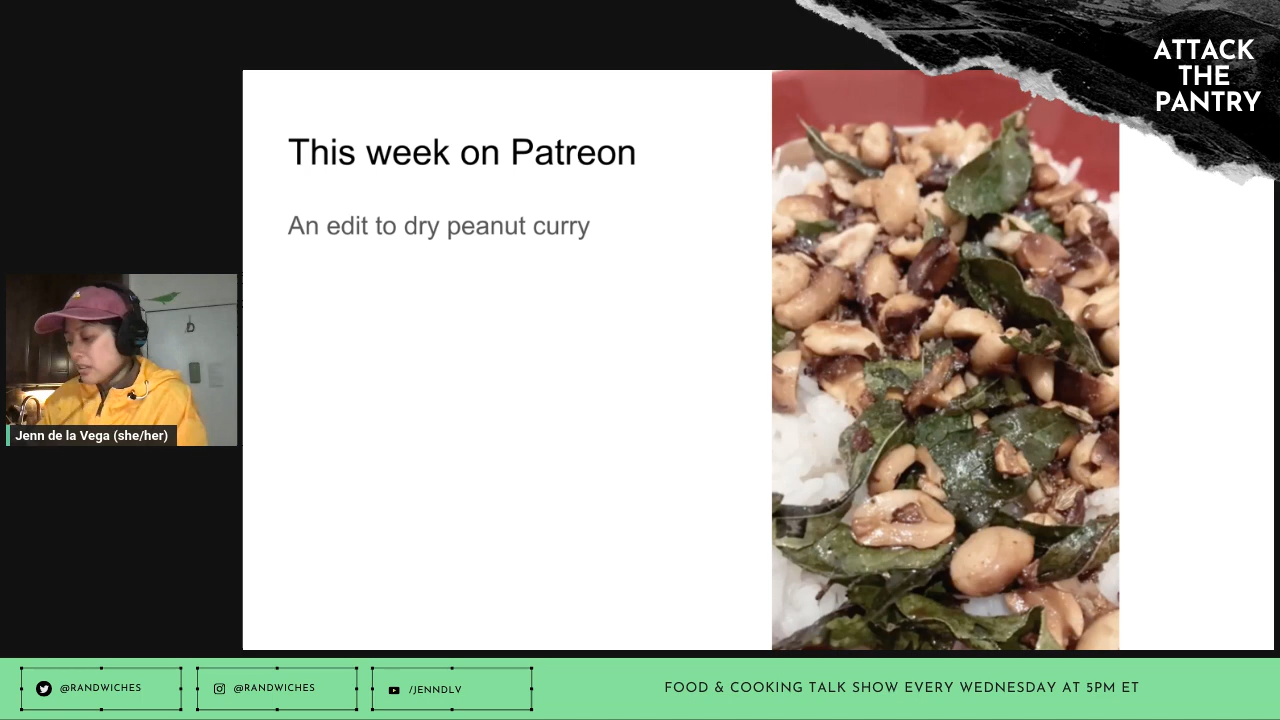 ATTACK
THE
PANTRY
This week on Patreon
An edit to dry peanut curry
Jenn de la Vega (she/her)
@RANDWICHES
@RANDWICHES
/JENNDLV
FOOD & COOKING TALK SHOW EVERY WEDNESDAY AT 5PM ET